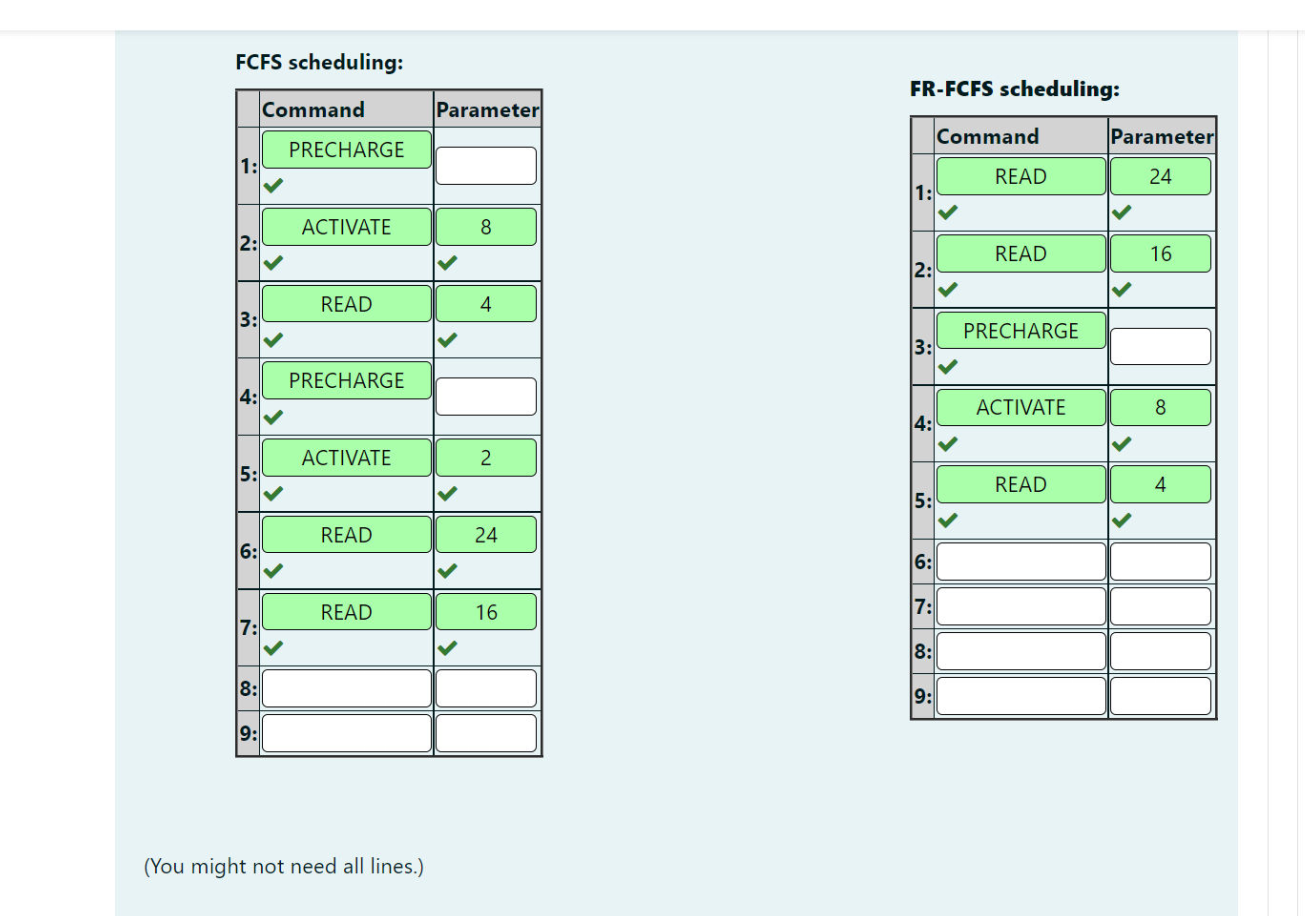 FCFS scheduling:
Command Parameter
1: PRECHARGE
2: ACTIVATE 8
3: READ 4
4: PRECHARGE
5: ACTIVATE 2
6: READ 24
7: READ 16
8:
9:
FR-FCFS scheduling:
Command Parameter
1: READ 24
2: READ 16
3: PRECHARGE
4: ACTIVATE 8
5: READ 4
6:
7:
8:
9:
(You might not need all lines.)